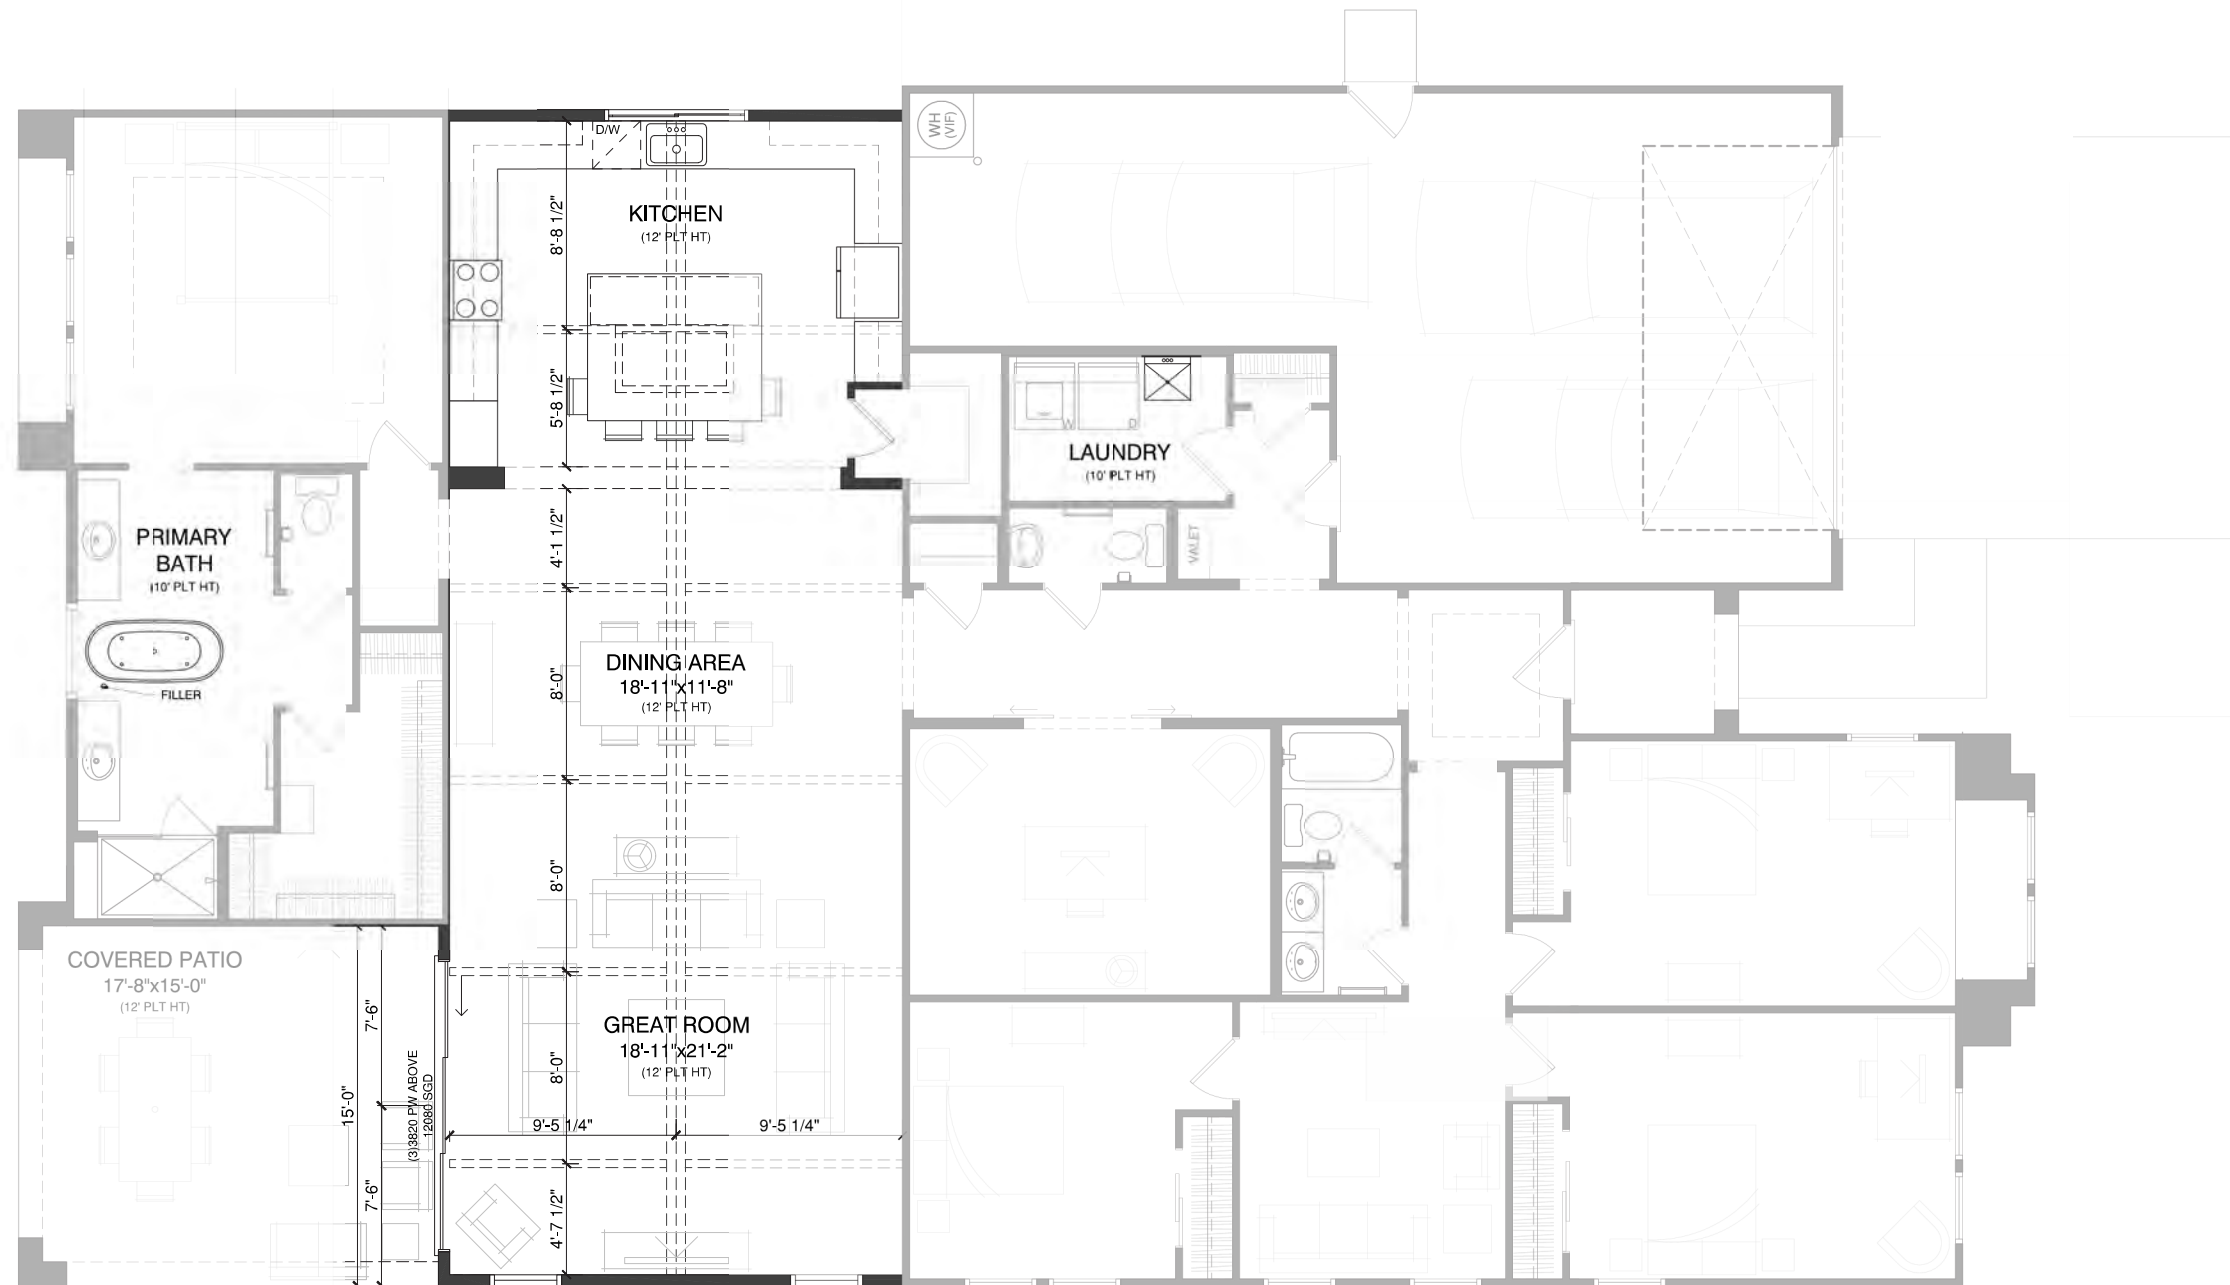 WH
(VIF)
D/W
KITCHEN
(12' PLT HT)
8'-8 1/2"
5'-8 1/2"
LAUNDRY
(10' PLT HT)
W
D
VALET
PRIMARY
BATH
(10' PLT HT)
FILLER
4'-1 1/2"
DINING AREA
18'-11"x11'-8"
(12' PLT HT)
8'-0"
8'-0"
COVERED PATIO
17'-8"x15'-0"
(12' PLT HT)
7'-6"
15'-0"
7'-6"
(3)3820 PW ABOVE
12080 SGD
GREAT ROOM
18'-11"x21'-2"
(12' PLT HT)
8'-0"
9'-5 1/4"
9'-5 1/4"
4'-7 1/2"